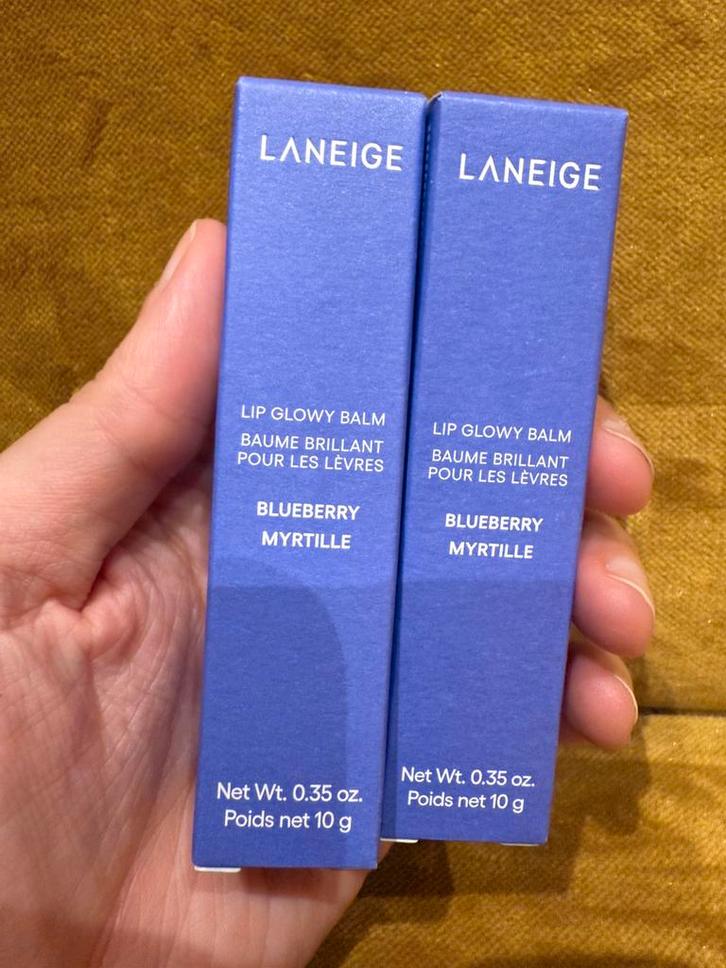 LANEIGE
LIP GLOWY BALM
BAUME BRILLANT
POUR LES LÈVRES
BLUEBERRY
MYRTILLE
Net Wt. 0.35 oz.
Poids net 10 g
LANEIGE
LIP GLOWY BALM
BAUME BRILLANT
POUR LES LÈVRES
BLUEBERRY
MYRTILLE
Net Wt. 0.35 oz.
Poids net 10 g